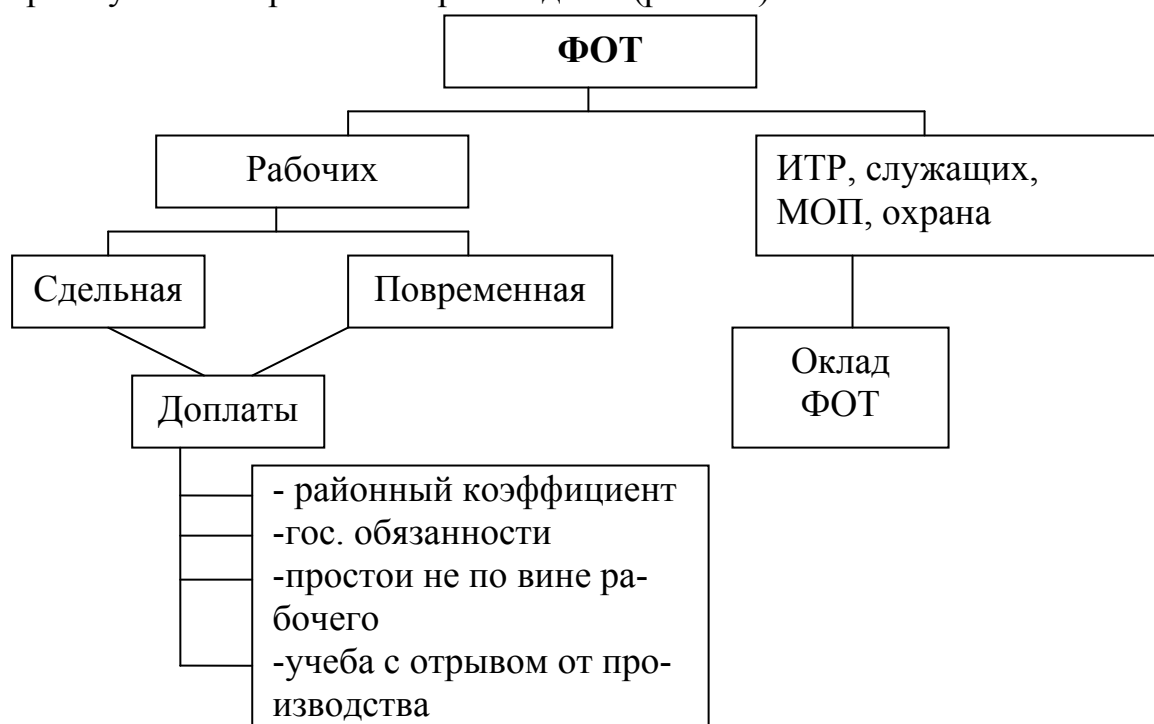 ФОТ
Рабочих
ИТР, служащих,
МОП, охрана
Сдельная
Повременная
Оклад
ФОТ
Доплаты
- районный коэффициент
-гос. обязанности
-простои не по вине ра-
бочего
-учеба с отрывом от про-
изводства